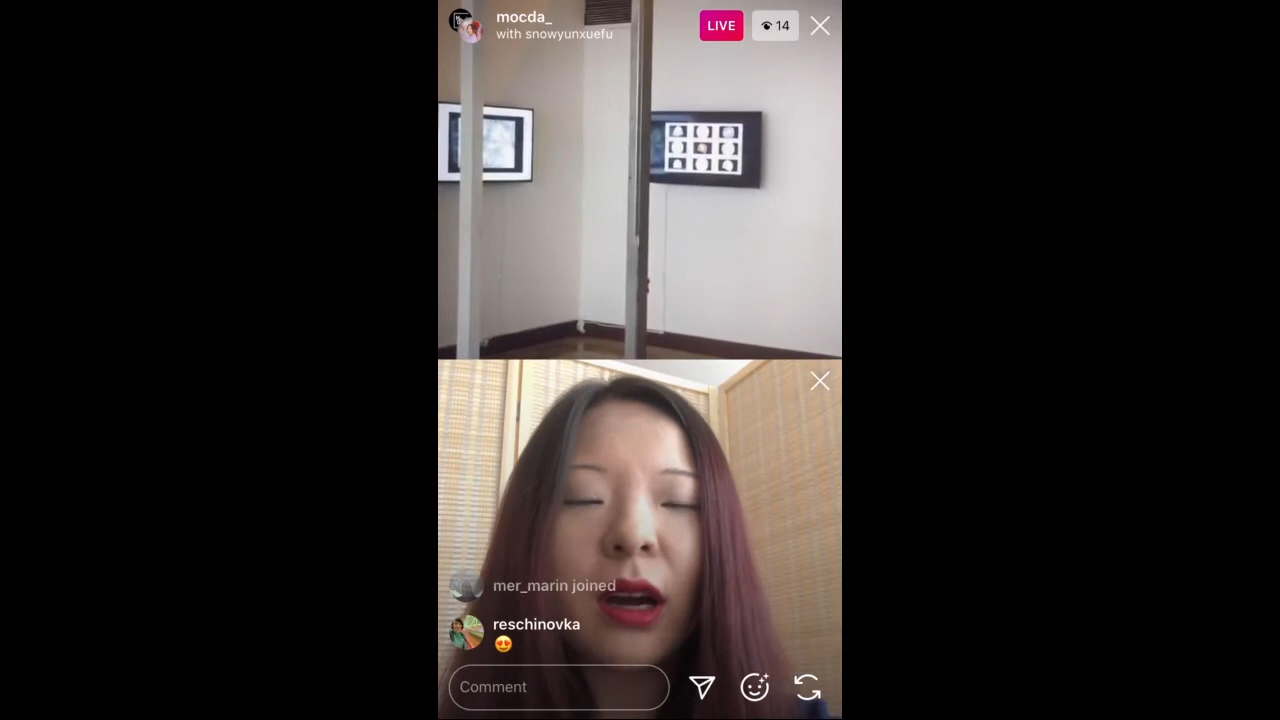 mocda_
with snowyunxuefu
LIVE
14
mer_marin joined
reschinovka
😍
Comment